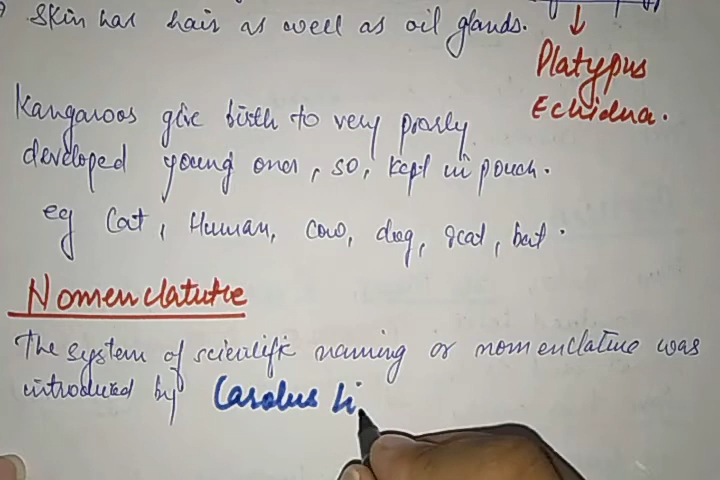 Skin has hair as well as oil glands.
Platypus
Echidna.
Kangaroos give birth to very poorly
developed young ones, so, kept in pouch.
eg Cat, Human, Cow, dog, gcat, bat.
Nomenclature
The system of scientific naming or nomenclature was
introduced by Carolus Li